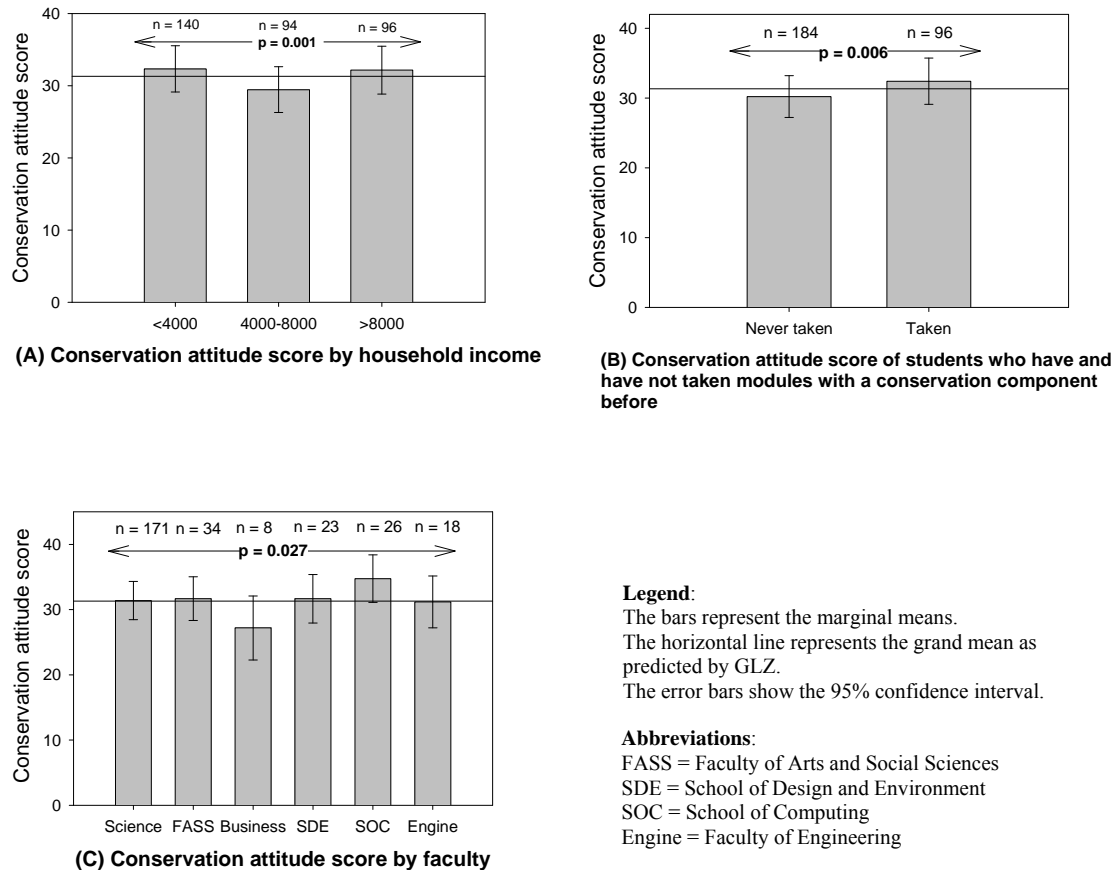 n = 140 n = 94 n = 96
p = 0.001
Conservation attitude score
40
30
20
10
0
<4000 4000-8000 >8000
(A) Conservation attitude score by household income
n = 184 n = 96
p = 0.006
Conservation attitude score
40
30
20
10
0
Never taken Taken
(B) Conservation attitude score of students who have and
have not taken modules with a conservation component
before
n = 171 n = 34 n = 8 n = 23 n = 26 n = 18
p = 0.027
Conservation attitude score
40
30
20
10
0
Science FASS Business SDE SOC Engine
(C) Conservation attitude score by faculty
Legend:
The bars represent the marginal means.
The horizontal line represents the grand mean as
predicted by GLZ.
The error bars show the 95% confidence interval.
Abbreviations:
FASS = Faculty of Arts and Social Sciences
SDE = School of Design and Environment
SOC = School of Computing
Engine = Faculty of Engineering